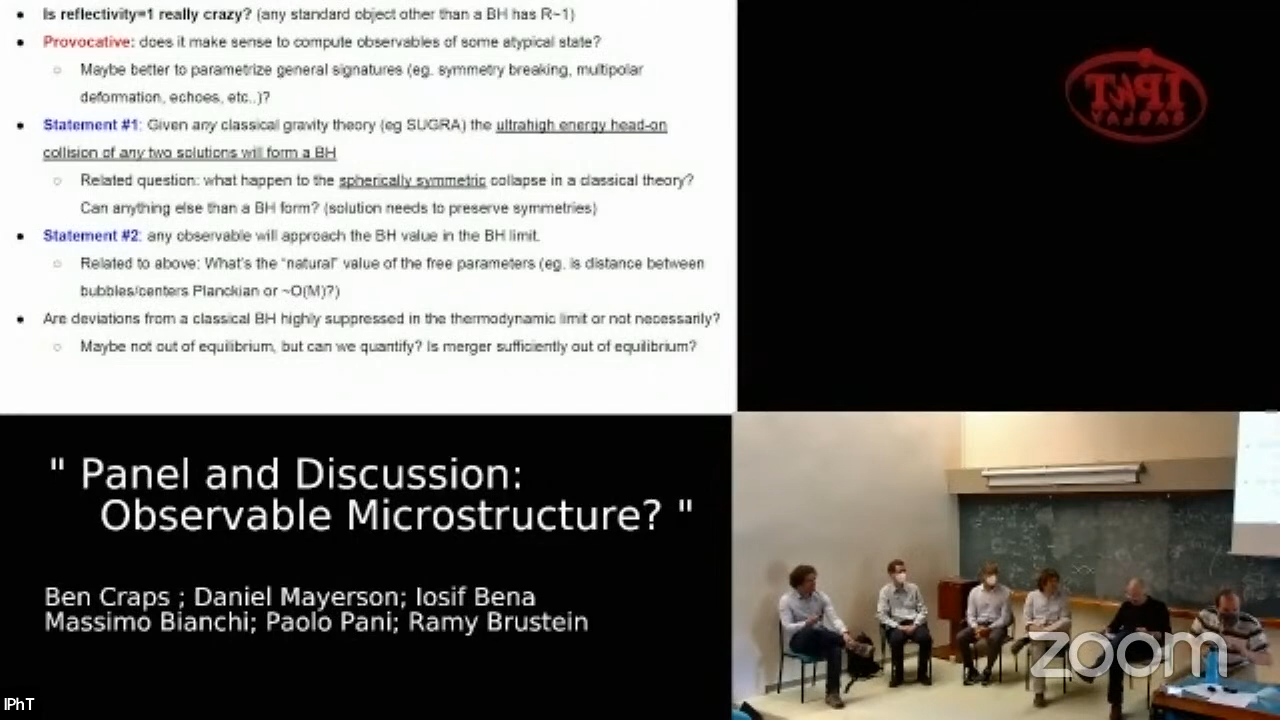 • Is reflectivity=1 really crazy? (any standard object other than a BH has R~1)
• Provocative: does it make sense to compute observables of some atypical state?
○ Maybe better to parametrize general signatures (eg. symmetry breaking, multipolar
deformation, echoes, etc..)?
• Statement #1: Given any classical gravity theory (eg SUGRA) the ultrahigh energy head-on
collision of any two solutions will form a BH
○ Related question: what happen to the spherically symmetric collapse in a classical theory?
Can anything else than a BH form? (solution needs to preserve symmetries)
• Statement #2: any observable will approach the BH value in the BH limit.
○ Related to above: What's the "natural" value of the free parameters (eg. is distance between
bubbles/centers Planckian or ~O(M)?)
• Are deviations from a classical BH highly suppressed in the thermodynamic limit or not necessarily?
○ Maybe not out of equilibrium, but can we quantify? Is merger sufficiently out of equilibrium?
IPhT
SACLAY
" Panel and Discussion:
Observable Microstructure? "
Ben Craps ; Daniel Mayerson; Iosif Bena
Massimo Bianchi; Paolo Pani; Ramy Brustein
zoom
IPhT